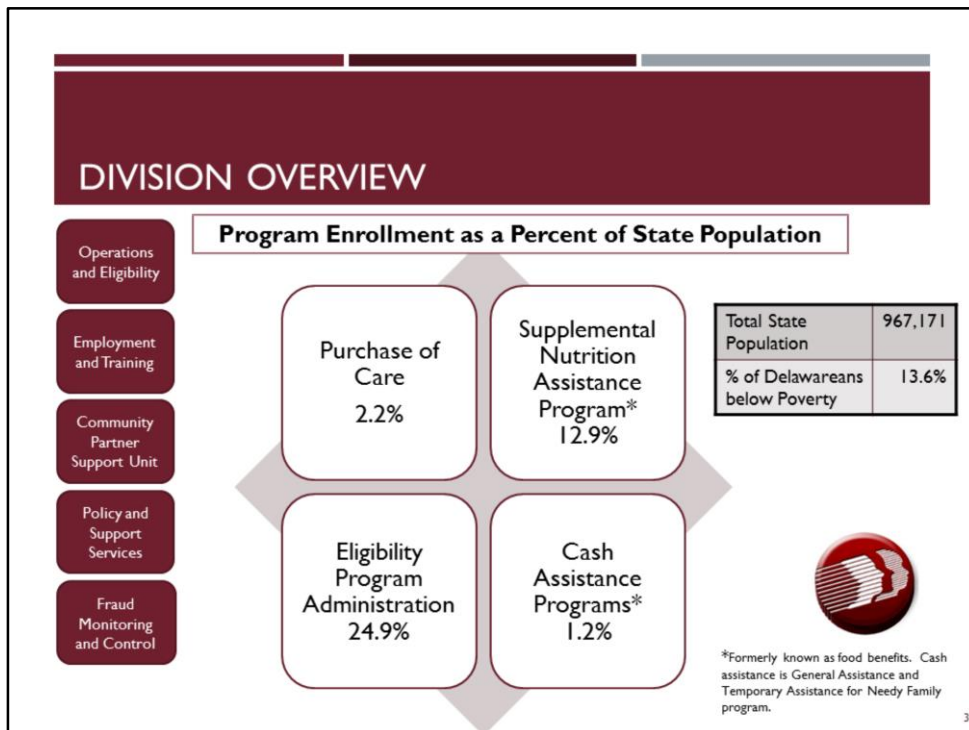 DIVISION OVERVIEW
Program Enrollment as a Percent of State Population
Operations
and Eligibility
Employment
and Training
Community
Partner
Support Unit
Policy and
Support
Services
Fraud
Monitoring
and Control
Purchase of
Care
2.2%
Supplemental
Nutrition
Assistance
Program*
12.9%
Eligibility
Program
Administration
24.9%
Cash
Assistance
Programs*
1.2%
Total State 967,171
Population
% of Delawareans 13.6%
below Poverty
*Formerly known as food benefits. Cash
assistance is General Assistance and
Temporary Assistance for Needy Family
program.
3